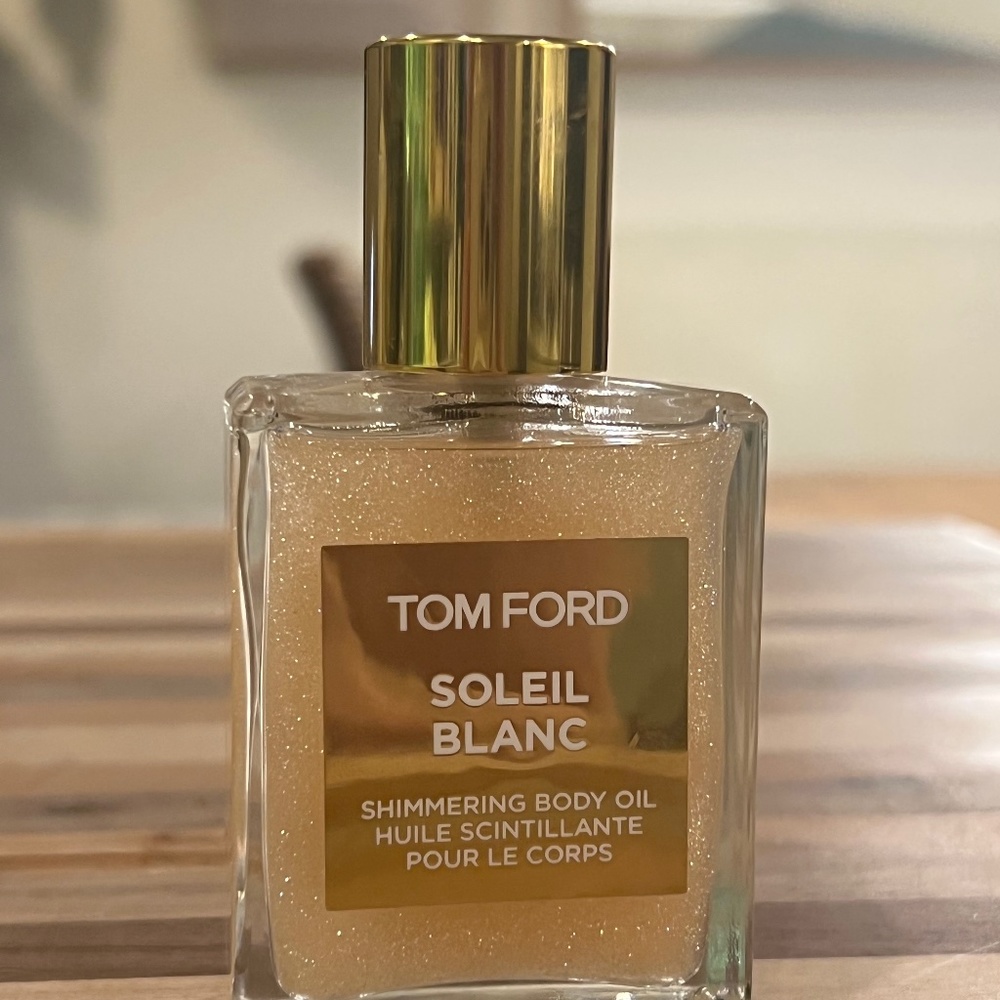 TOM FORD
SOLEIL
BLANC
SHIMMERING BODY OIL
HUILE SCINTILLANTE
POUR LE CORPS